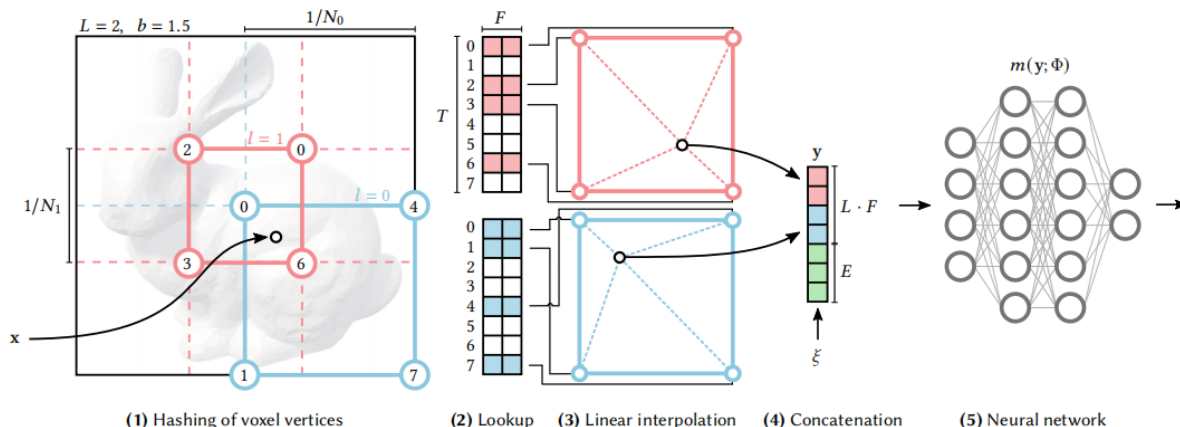 L = 2, b = 1.5
1/N₀
l = 1
2
0
l = 0
0
4
1/N₁
3
6
x
1
7
(1) Hashing of voxel vertices
F
T
0
1
2
3
4
5
6
7
0
1
2
3
4
5
6
7
(2) Lookup
(3) Linear interpolation
y
L · F
E
ξ
(4) Concatenation
m(y; Φ)
(5) Neural network